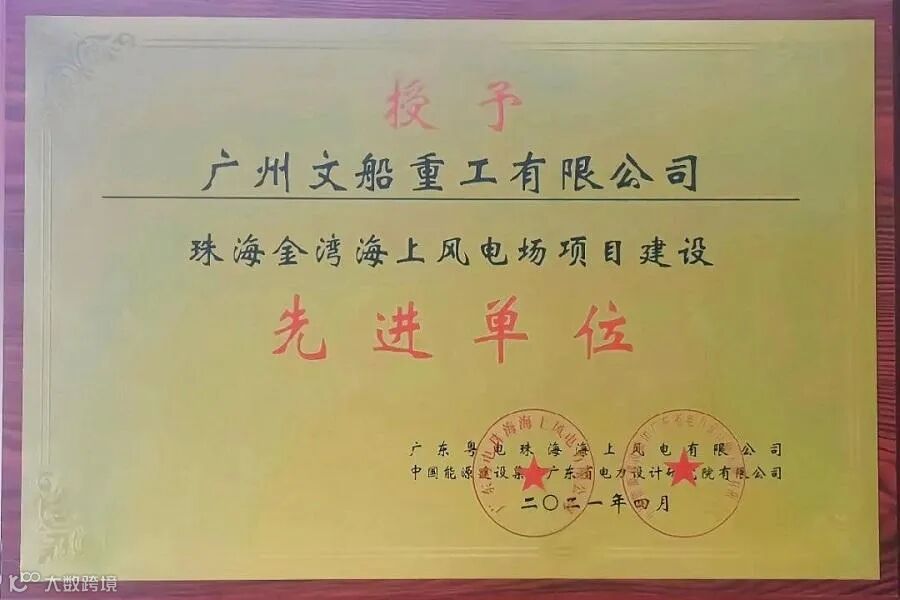 授予
广州文船重工有限公司
珠海金湾海上风电场项目建设
先进单位
广东粤电珠海海上风电有限公司
中国能源建设集 广东省电力设计研究院有限公司
二〇二一年四月
大数跨境